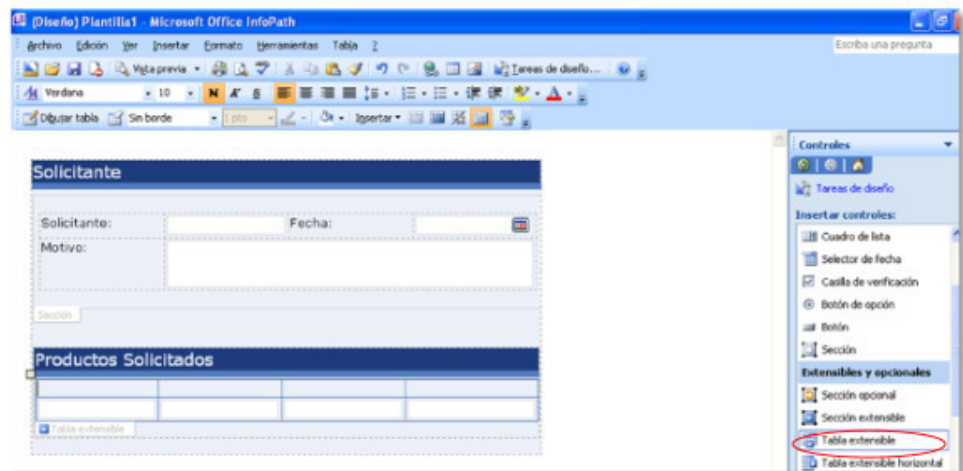 (Diseño) Plantilla1 - Microsoft Office InfoPath
Archivo Edición Ver Insertar Formato Herramientas Tabla ?
Escriba una pregunta
Vista previa
Tareas de diseño...
Verdana 10 N K S
Dibujar tabla Sin borde 1 pto Insertar
Controles
Tareas de diseño
Insertar controles:
Cuadro de lista
Selector de fecha
Casilla de verificación
Botón de opción
Botón
Sección
Extensibles y opcionales
Sección opcional
Sección extensible
Tabla extensible
Tabla extensible horizontal
Solicitante
Solicitante: Fecha:
Motivo:
Sección
Productos Solicitados
Tabla extensible